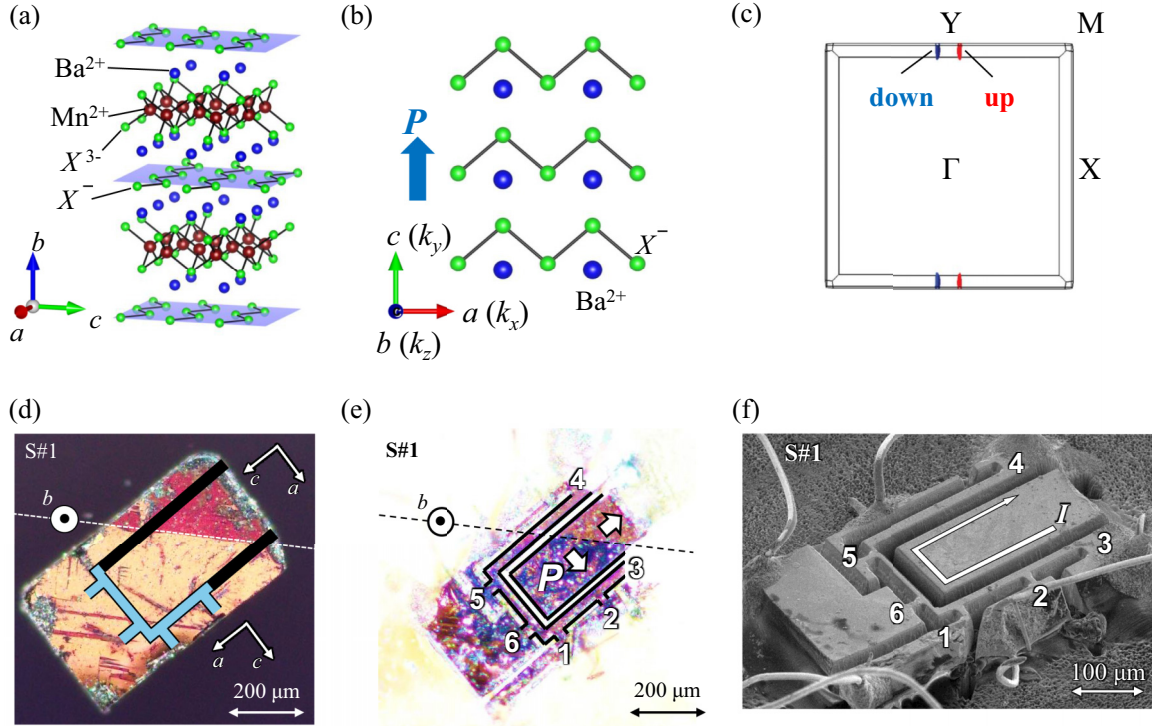 (a)
Ba2+
Mn2+
X3-
X−
b
a
c
(b)
P
c (ky)
a (kx)
b (kz)
X−
Ba2+
(c)
Y
M
down
up
Γ
X
(d)
S#1
c
a
b
a
c
200 μm
(e)
S#1
b
4
P
3
5
2
6
1
200 μm
(f)
S#1
4
I
5
3
2
6
1
100 μm